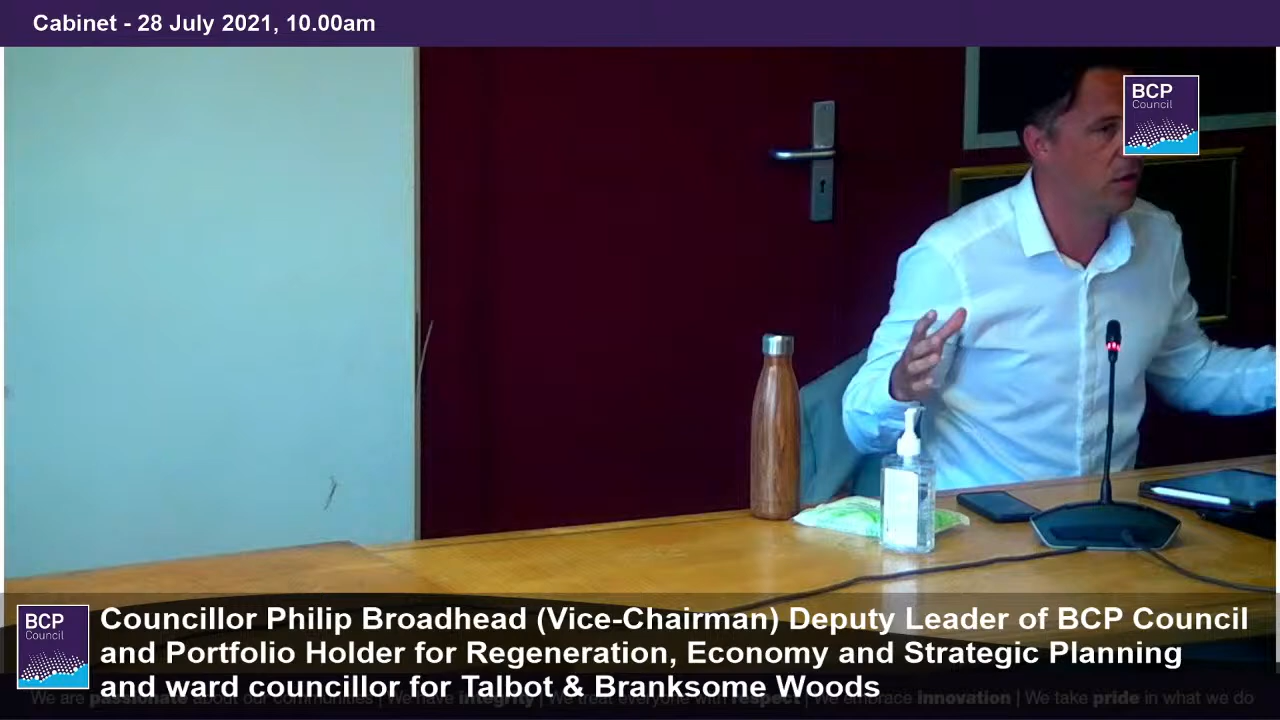 Cabinet - 28 July 2021, 10.00am
BCP
Council
BCP
Council
Councillor Philip Broadhead (Vice-Chairman) Deputy Leader of BCP Council
and Portfolio Holder for Regeneration, Economy and Strategic Planning
and ward councillor for Talbot & Branksome Woods
We are passionate about our communities | We have integrity | We treat everyone with respect | We embrace innovation | We take pride in what we do